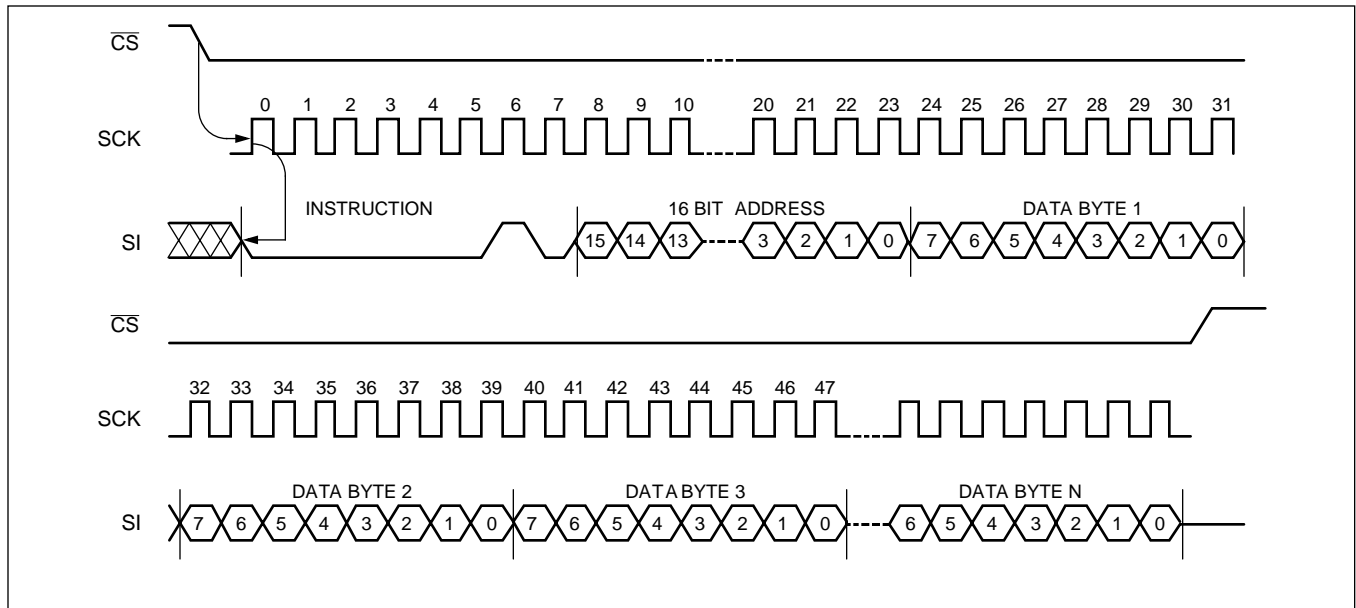 CS
0 1 2 3 4 5 6 7 8 9 10 20 21 22 23 24 25 26 27 28 29 30 31
SCK
INSTRUCTION 16 BIT ADDRESS DATA BYTE 1
SI 15 14 13 3 2 1 0 7 6 5 4 3 2 1 0
CS
32 33 34 35 36 37 38 39 40 41 42 43 44 45 46 47
SCK
DATA BYTE 2 DATA BYTE 3 DATA BYTE N
SI 7 6 5 4 3 2 1 0 7 6 5 4 3 2 1 0 6 5 4 3 2 1 0